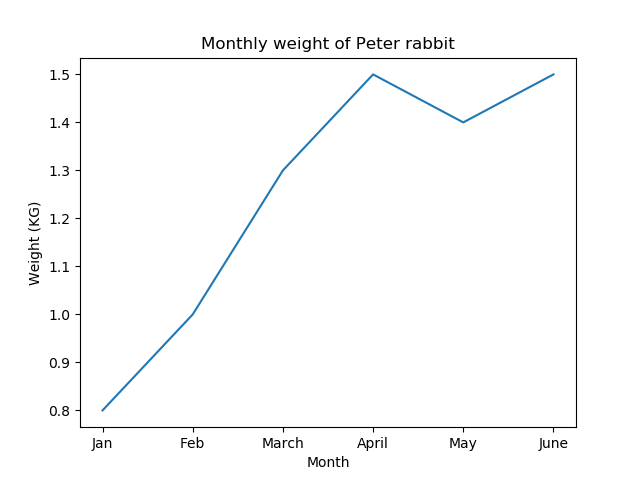 Monthly weight of Peter rabbit
1.5
1.4
1.3
1.2
1.1
1.0
0.9
0.8
Weight (KG)
Jan Feb March April May June
Month